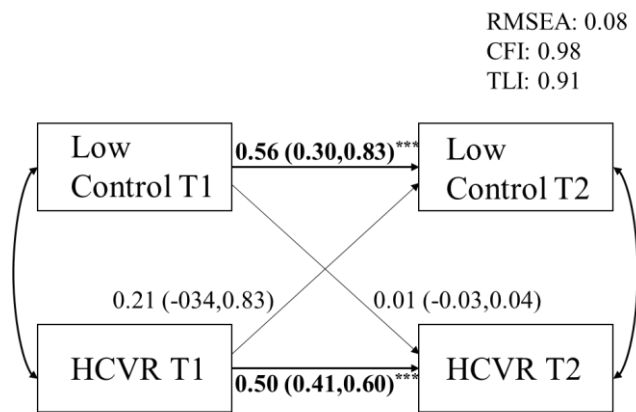 RMSEA: 0.08
CFI: 0.98
TLI: 0.91
Low
Control T1
0.56 (0.30,0.83)***
Low
Control T2
0.21 (-034,0.83)
0.01 (-0.03,0.04)
HCVR T1
0.50 (0.41,0.60)***
HCVR T2